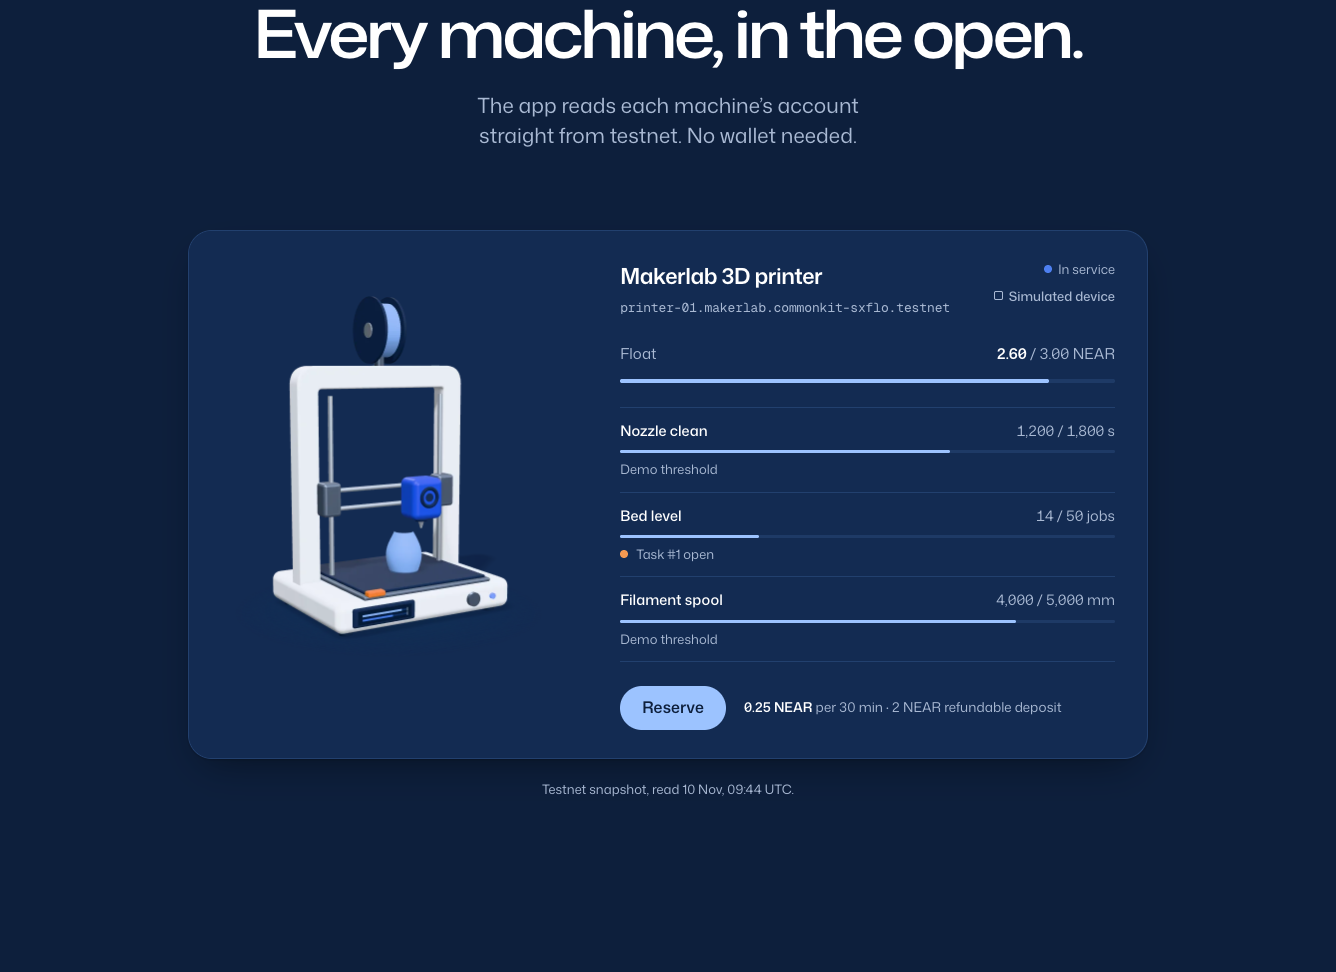 Every machine, in the open.
The app reads each machine’s account
straight from testnet. No wallet needed.
Makerlab 3D printer
In service
printer-01.makerlab.commonkit-sxflo.testnet
Simulated device
Float
2.60 / 3.00 NEAR
Nozzle clean
1,200 / 1,800 s
Demo threshold
Bed level
14 / 50 jobs
Task #1 open
Filament spool
4,000 / 5,000 mm
Demo threshold
Reserve
0.25 NEAR per 30 min · 2 NEAR refundable deposit
Testnet snapshot, read 10 Nov, 09:44 UTC.